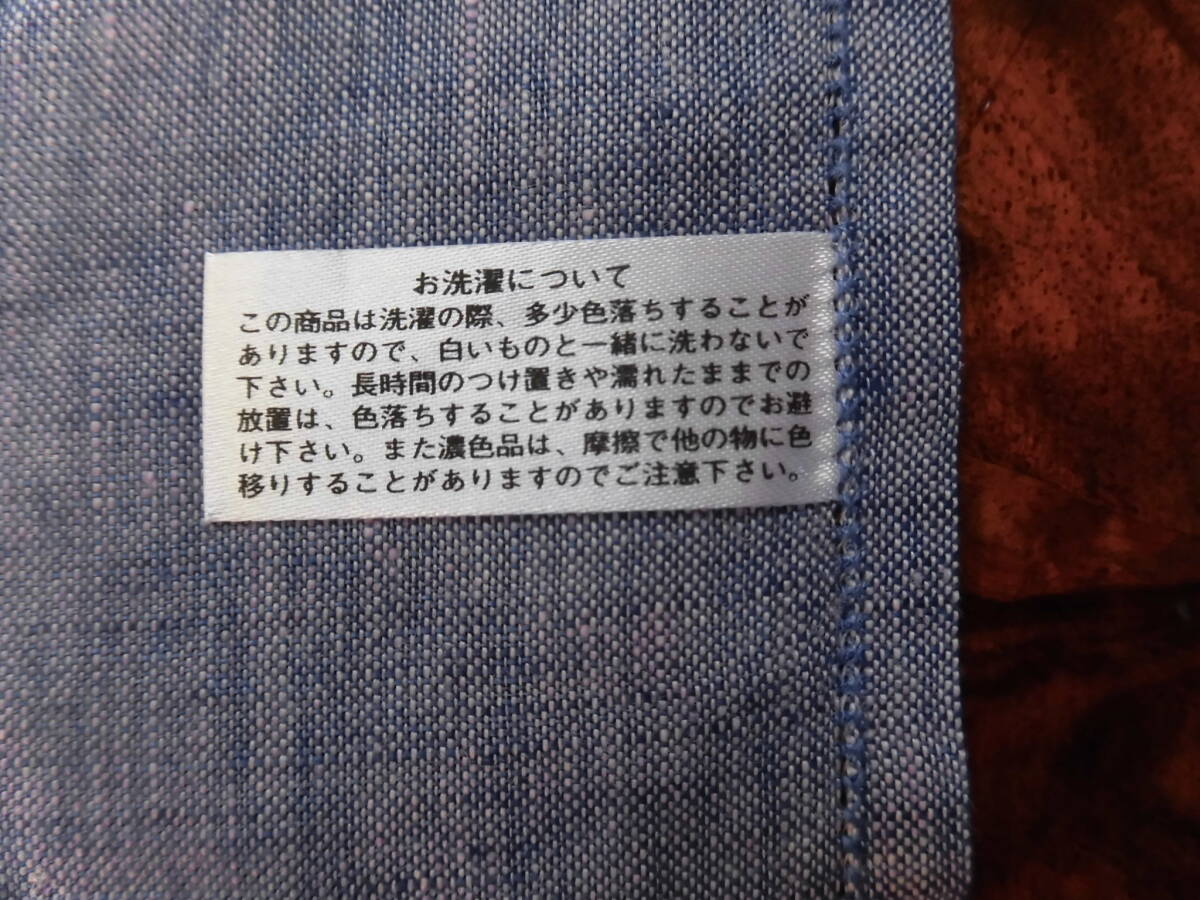 お洗濯について
この商品は洗濯の際、多少色落ちすることが
ありますので、白いものと一緒に洗わないで
下さい。長時間のつけ置きや濡れたままでの
放置は、色落ちすることがありますのでお避
け下さい。また濃色品は、摩擦で他の物に色
移りすることがありますのでご注意下さい。